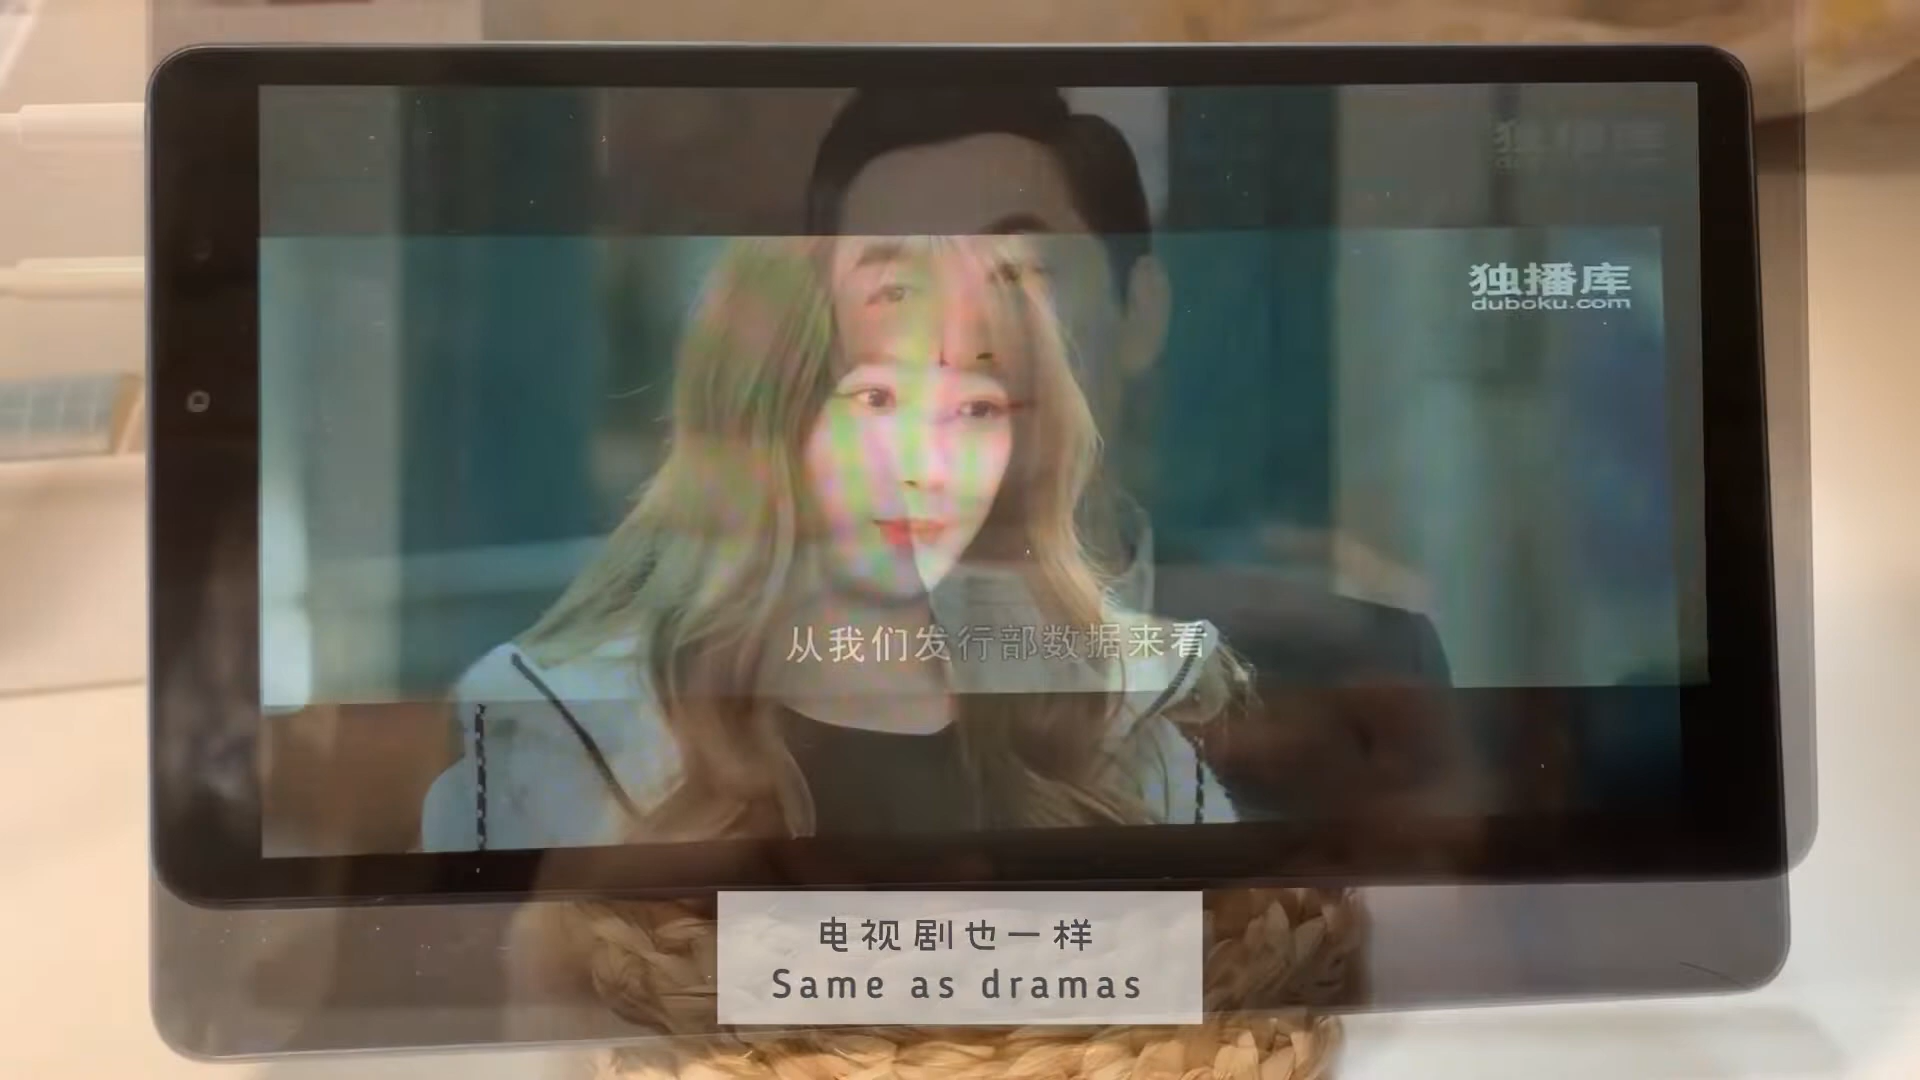 独播库
duboku.com
从我们发行部数据来看
电视剧也一样
Same as dramas